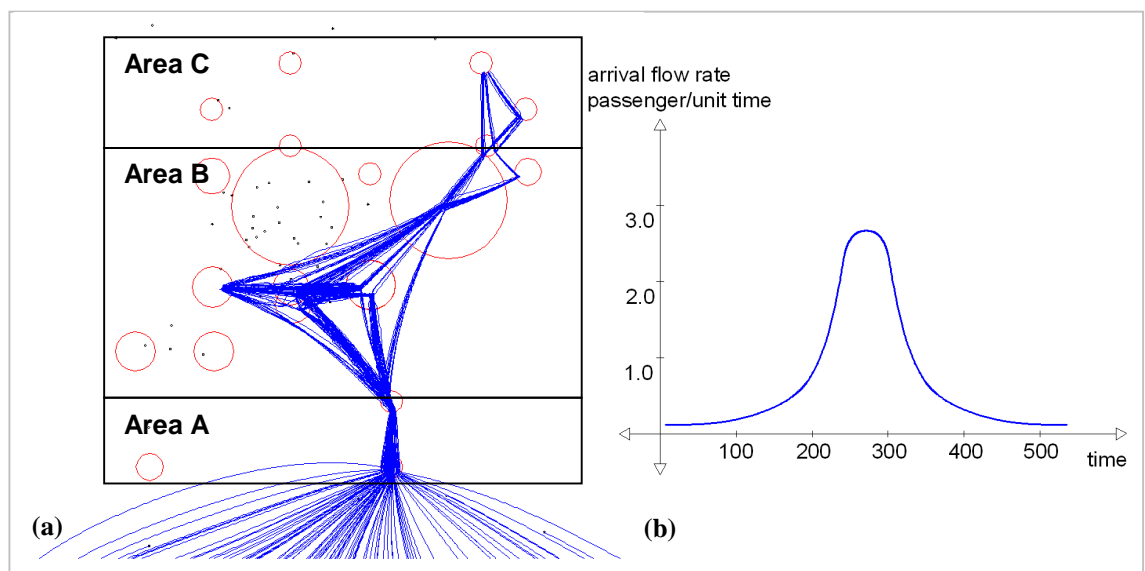 Area C
Area B
Area A
(a)
arrival flow rate
passenger/unit time
3.0
2.0
1.0
100 200 300 400 500
time
(b)